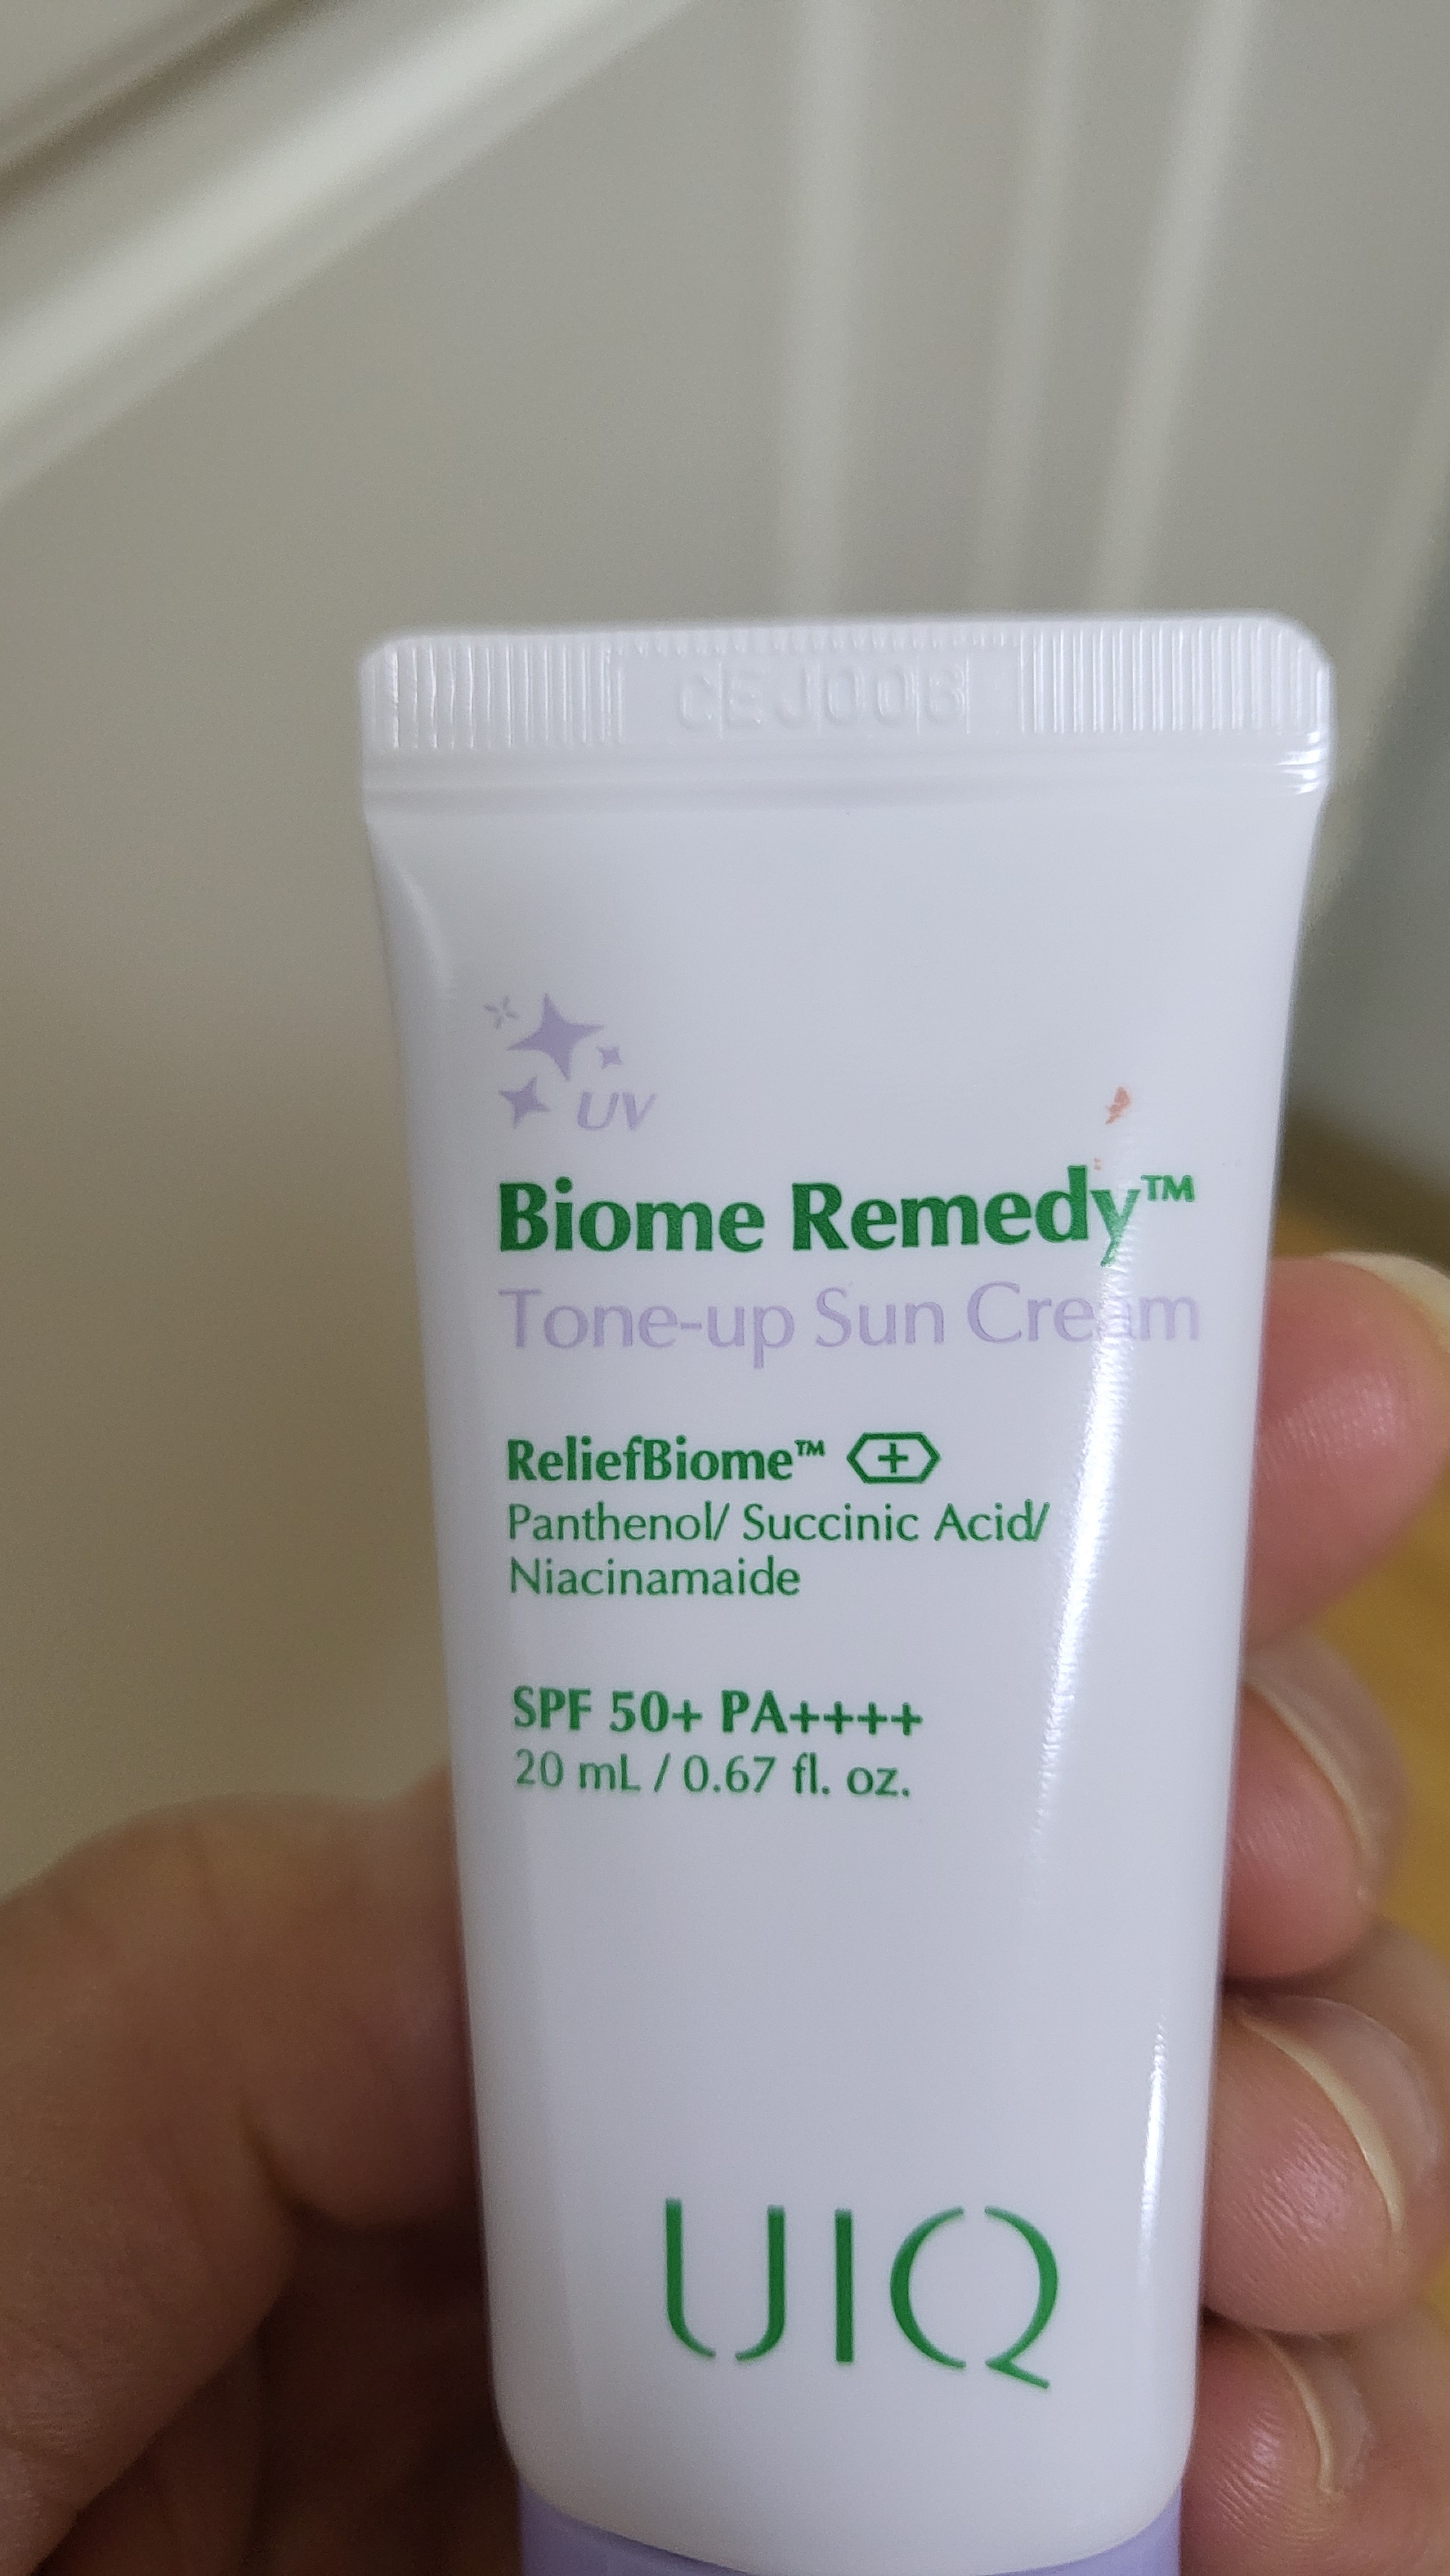 CEJ006
UV
Biome Remedy™
Tone-up Sun Cream
ReliefBiome™
Panthenol/ Succinic Acid/
Niacinamaide
SPF 50+ PA++++
20 mL / 0.67 fl. oz.
UIQ